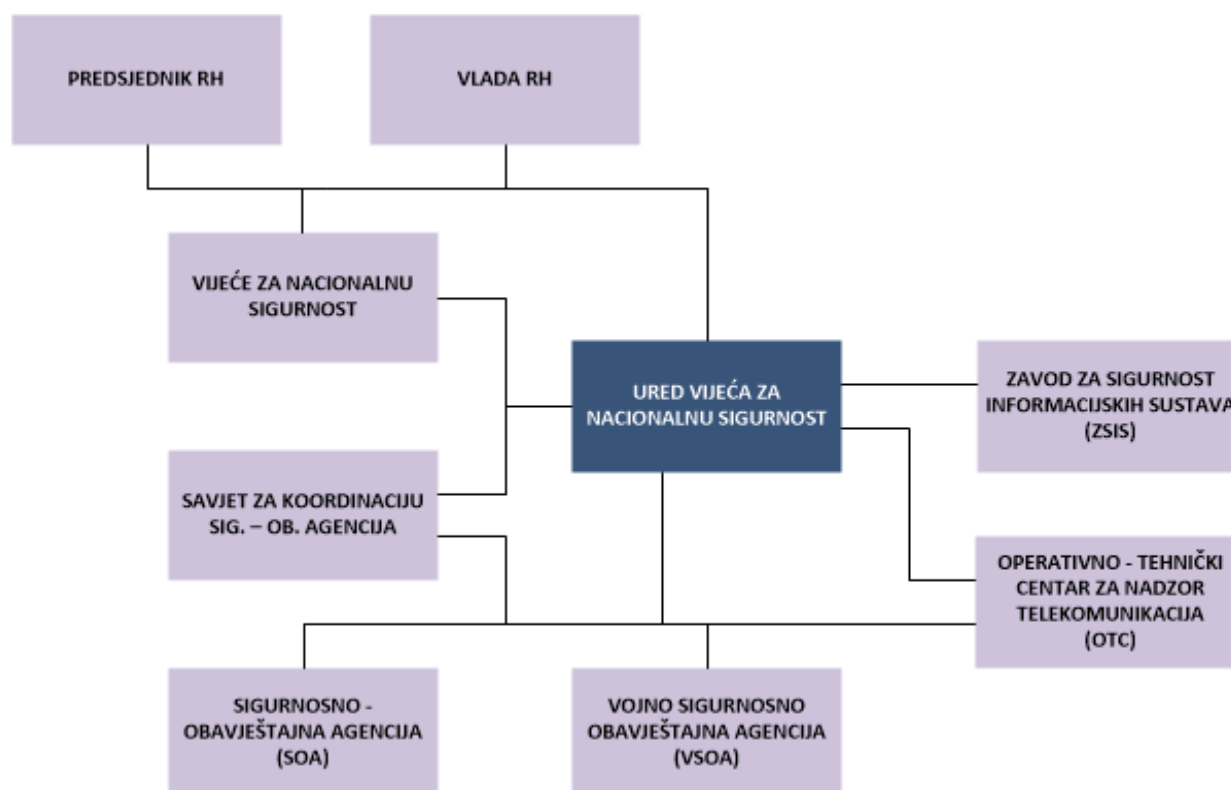 PREDSJEDNIK RH
VLADA RH
VIJEĆE ZA NACIONALNU
SIGURNOST
URED VIJEĆA ZA
NACIONALNU SIGURNOST
ZAVOD ZA SIGURNOST
INFORMACIJSKIH SUSTAVA
(ZSIS)
SAVJET ZA KOORDINACIJU
SIG. – OB. AGENCIJA
OPERATIVNO - TEHNIČKI
CENTAR ZA NADZOR
TELEKOMUNIKACIJA
(OTC)
SIGURNOSNO -
OBAVJEŠTAJNA AGENCIJA
(SOA)
VOJNO SIGURNOSNO
OBAVJEŠTAJNA AGENCIJA
(VSOA)